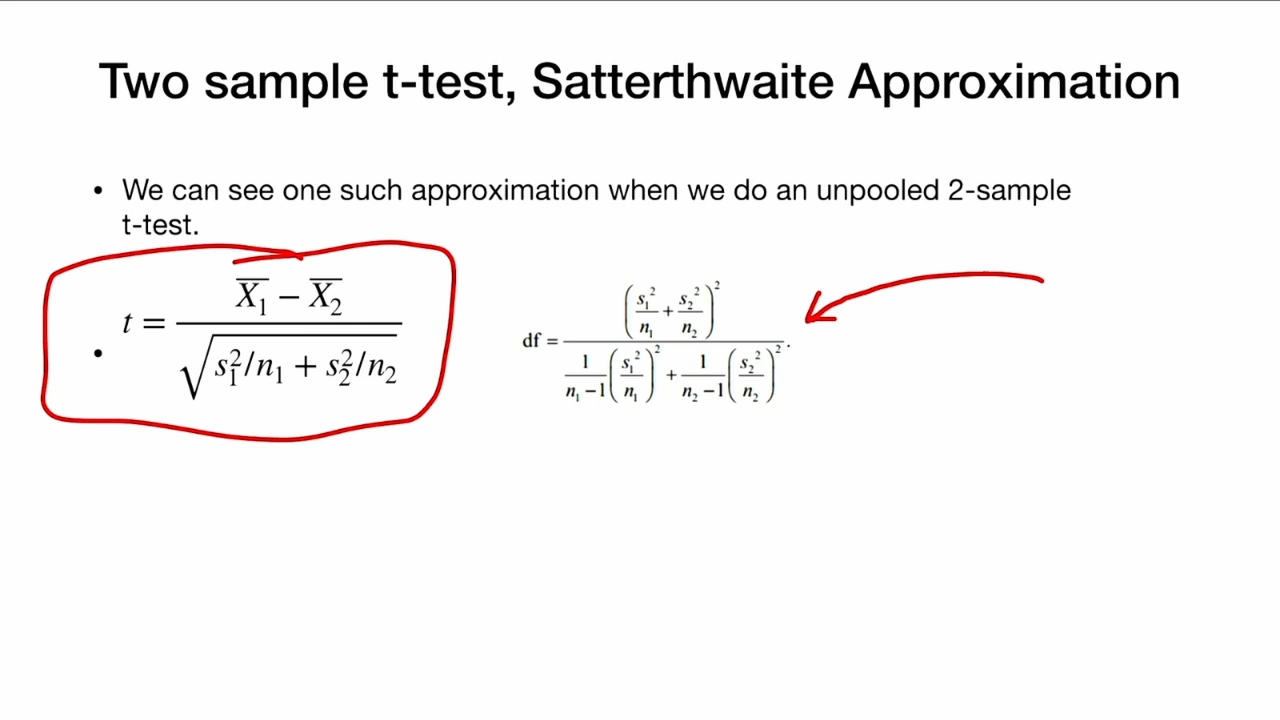 Two sample t-test, Satterthwaite Approximation
• We can see one such approximation when we do an unpooled 2-sample
t-test.
• t = (X̅₁ − X̅₂) / √(s₁²/n₁ + s₂²/n₂)
df = (s₁²/n₁ + s₂²/n₂)² / (1/(n₁−1) (s₁²/n₁)² + 1/(n₂−1) (s₂²/n₂)²).